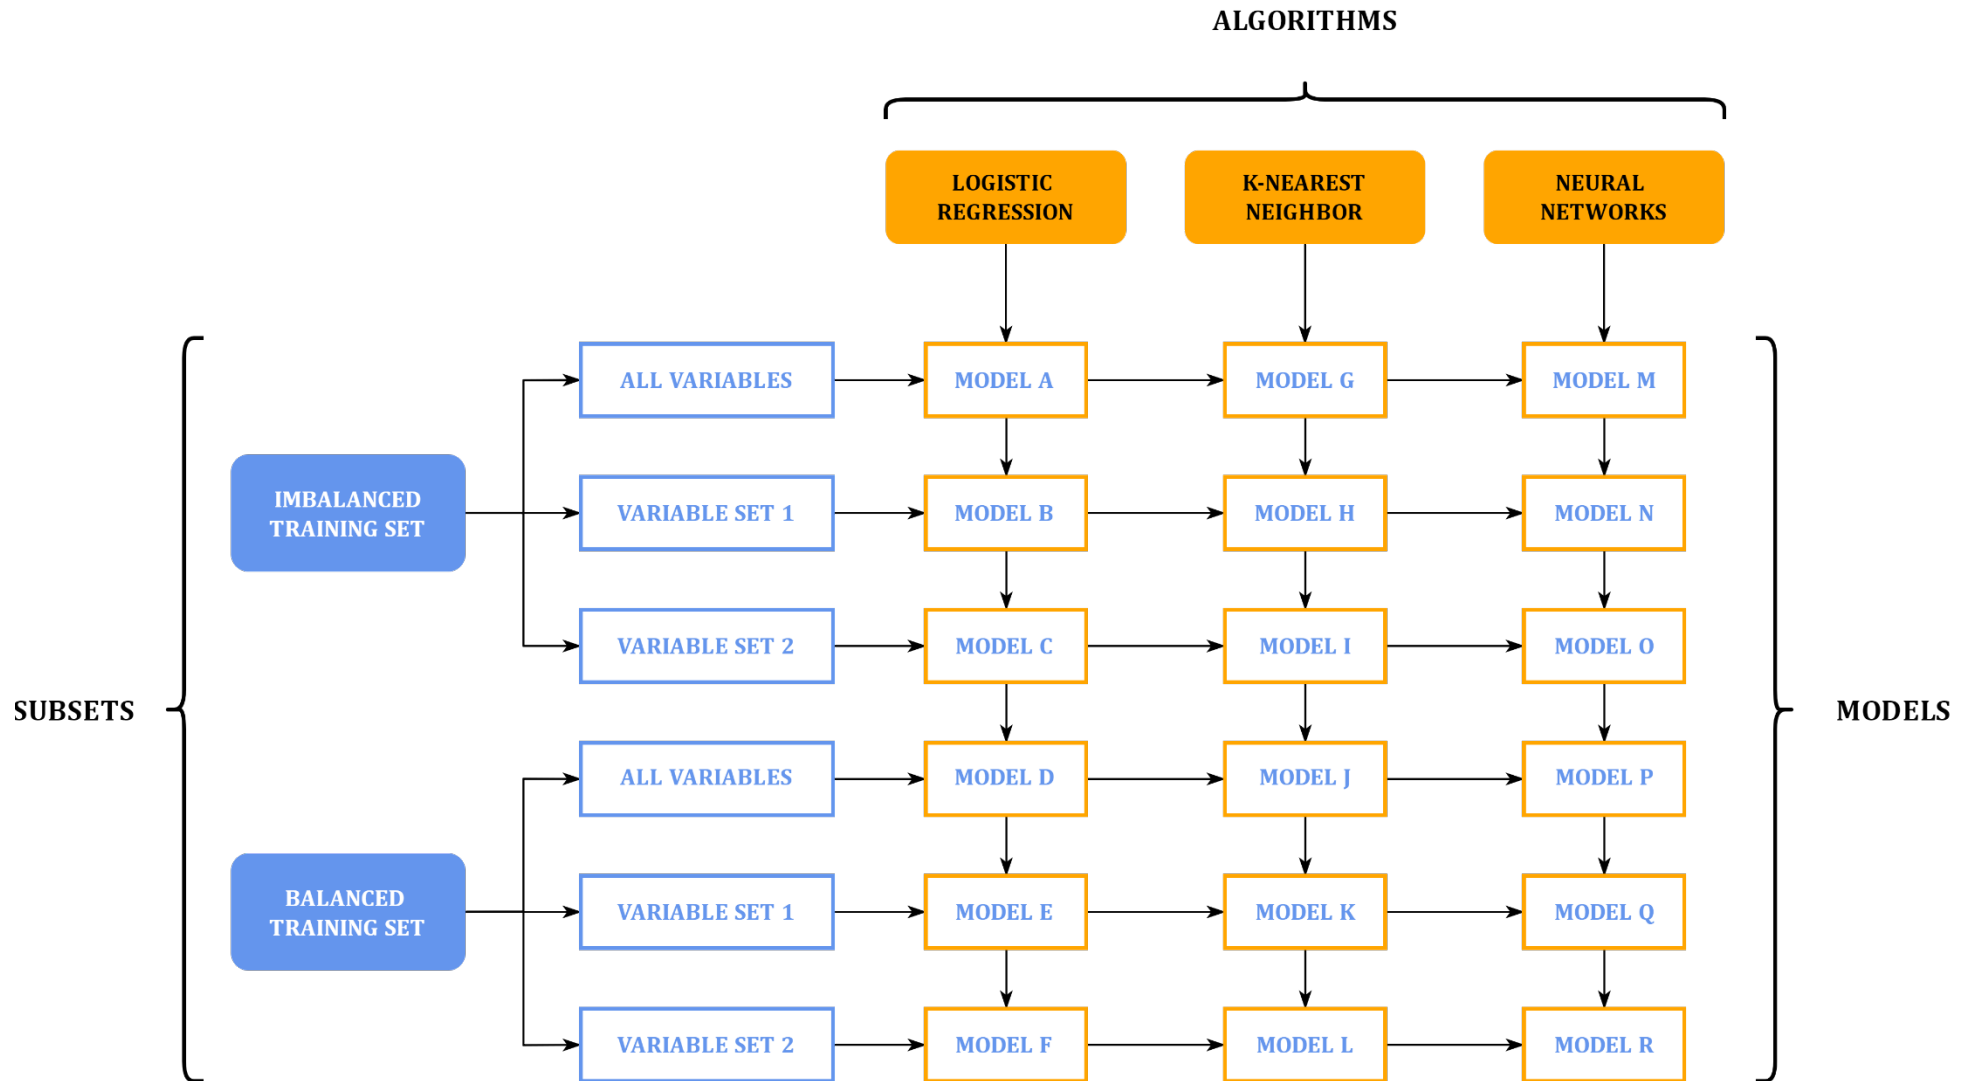 ALGORITHMS
LOGISTIC
REGRESSION
K-NEAREST
NEIGHBOR
NEURAL
NETWORKS
ALL VARIABLES
MODEL A
MODEL G
MODEL M
IMBALANCED
TRAINING SET
VARIABLE SET 1
MODEL B
MODEL H
MODEL N
VARIABLE SET 2
MODEL C
MODEL I
MODEL O
SUBSETS
MODELS
ALL VARIABLES
MODEL D
MODEL J
MODEL P
BALANCED
TRAINING SET
VARIABLE SET 1
MODEL E
MODEL K
MODEL Q
VARIABLE SET 2
MODEL F
MODEL L
MODEL R